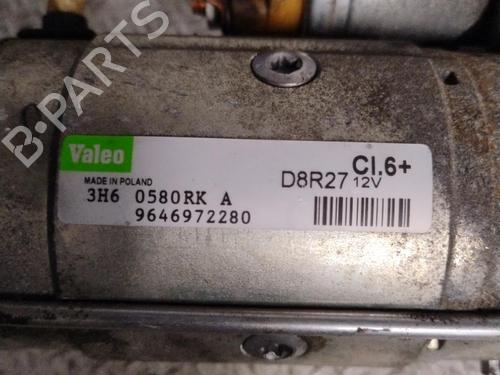 B-PARTS
Valeo
MADE IN POLAND
3H6 0580RK A
9646972280
D8R27 12V
Cl.6+